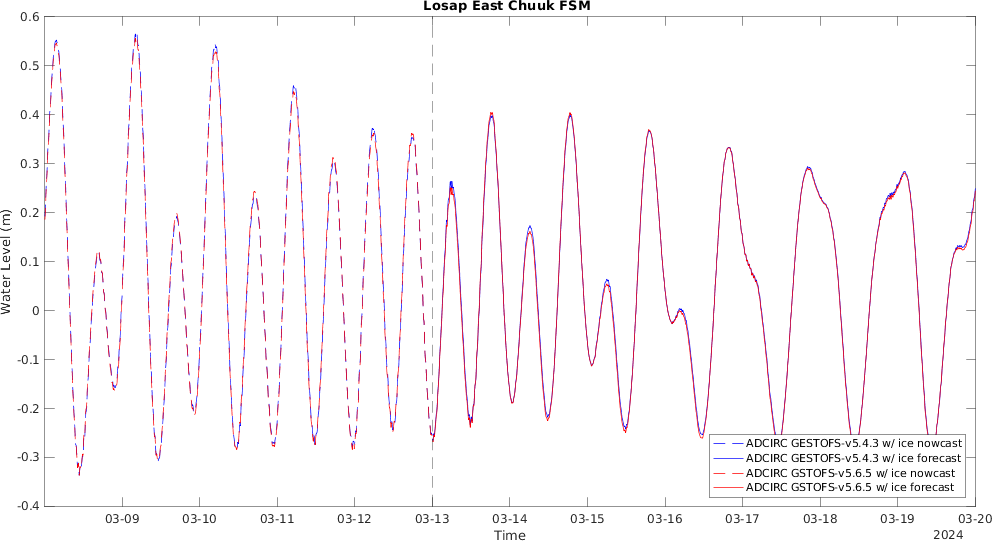 Losap East Chuuk FSM
0.6
0.5
0.4
0.3
0.2
0.1
0
-0.1
-0.2
-0.3
-0.4
Water Level (m)
ADCIRC GESTOFS-v5.4.3 w/ ice nowcast
ADCIRC GESTOFS-v5.4.3 w/ ice forecast
ADCIRC GSTOFS-v5.6.5 w/ ice nowcast
ADCIRC GSTOFS-v5.6.5 w/ ice forecast
03-09 03-10 03-11 03-12 03-13 03-14 03-15 03-16 03-17 03-18 03-19 03-20
Time 2024